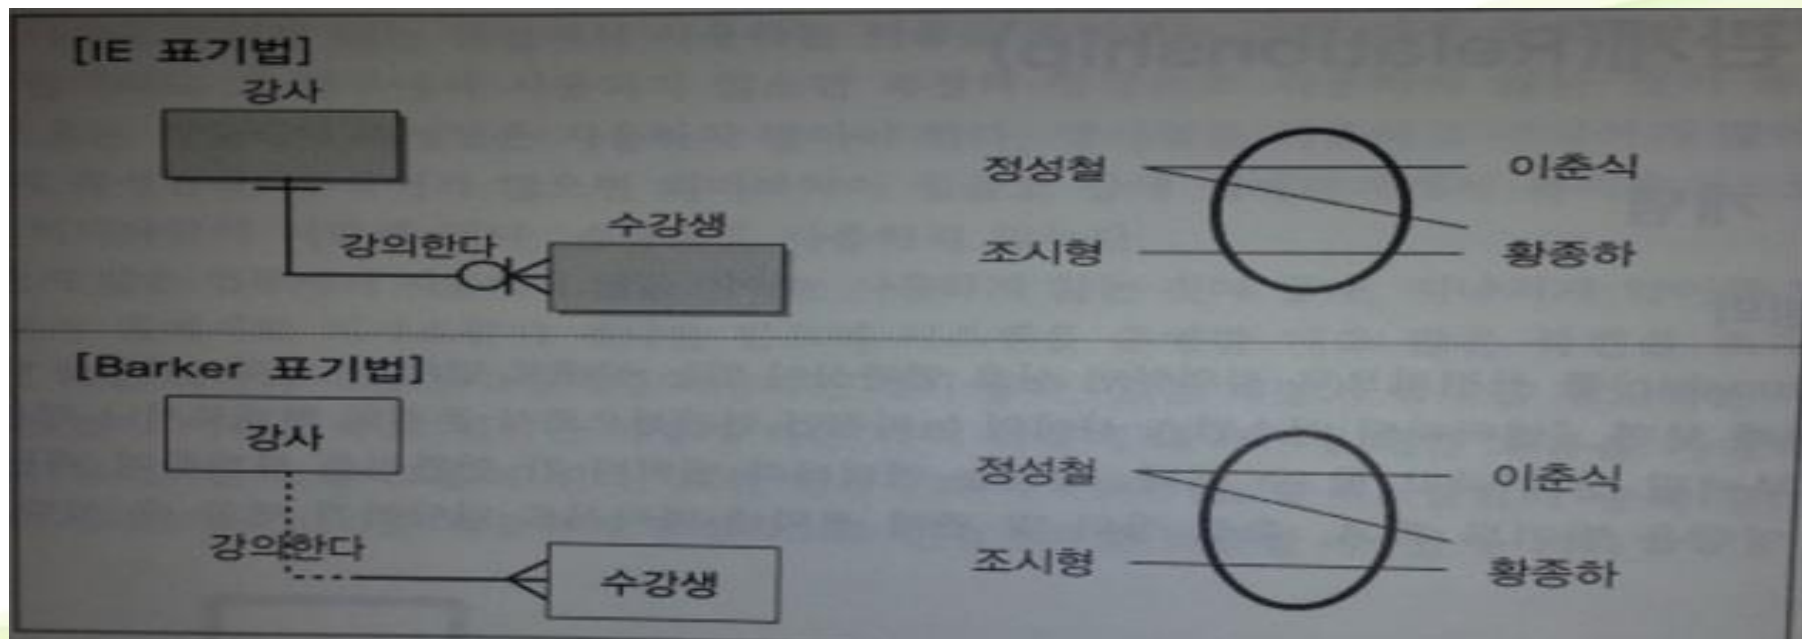 [IE 표기법]
강사
수강생
강의한다
정성철
이춘식
조시형
황종하
[Barker 표기법]
강사
강의한다
수강생
정성철
이춘식
조시형
황종하